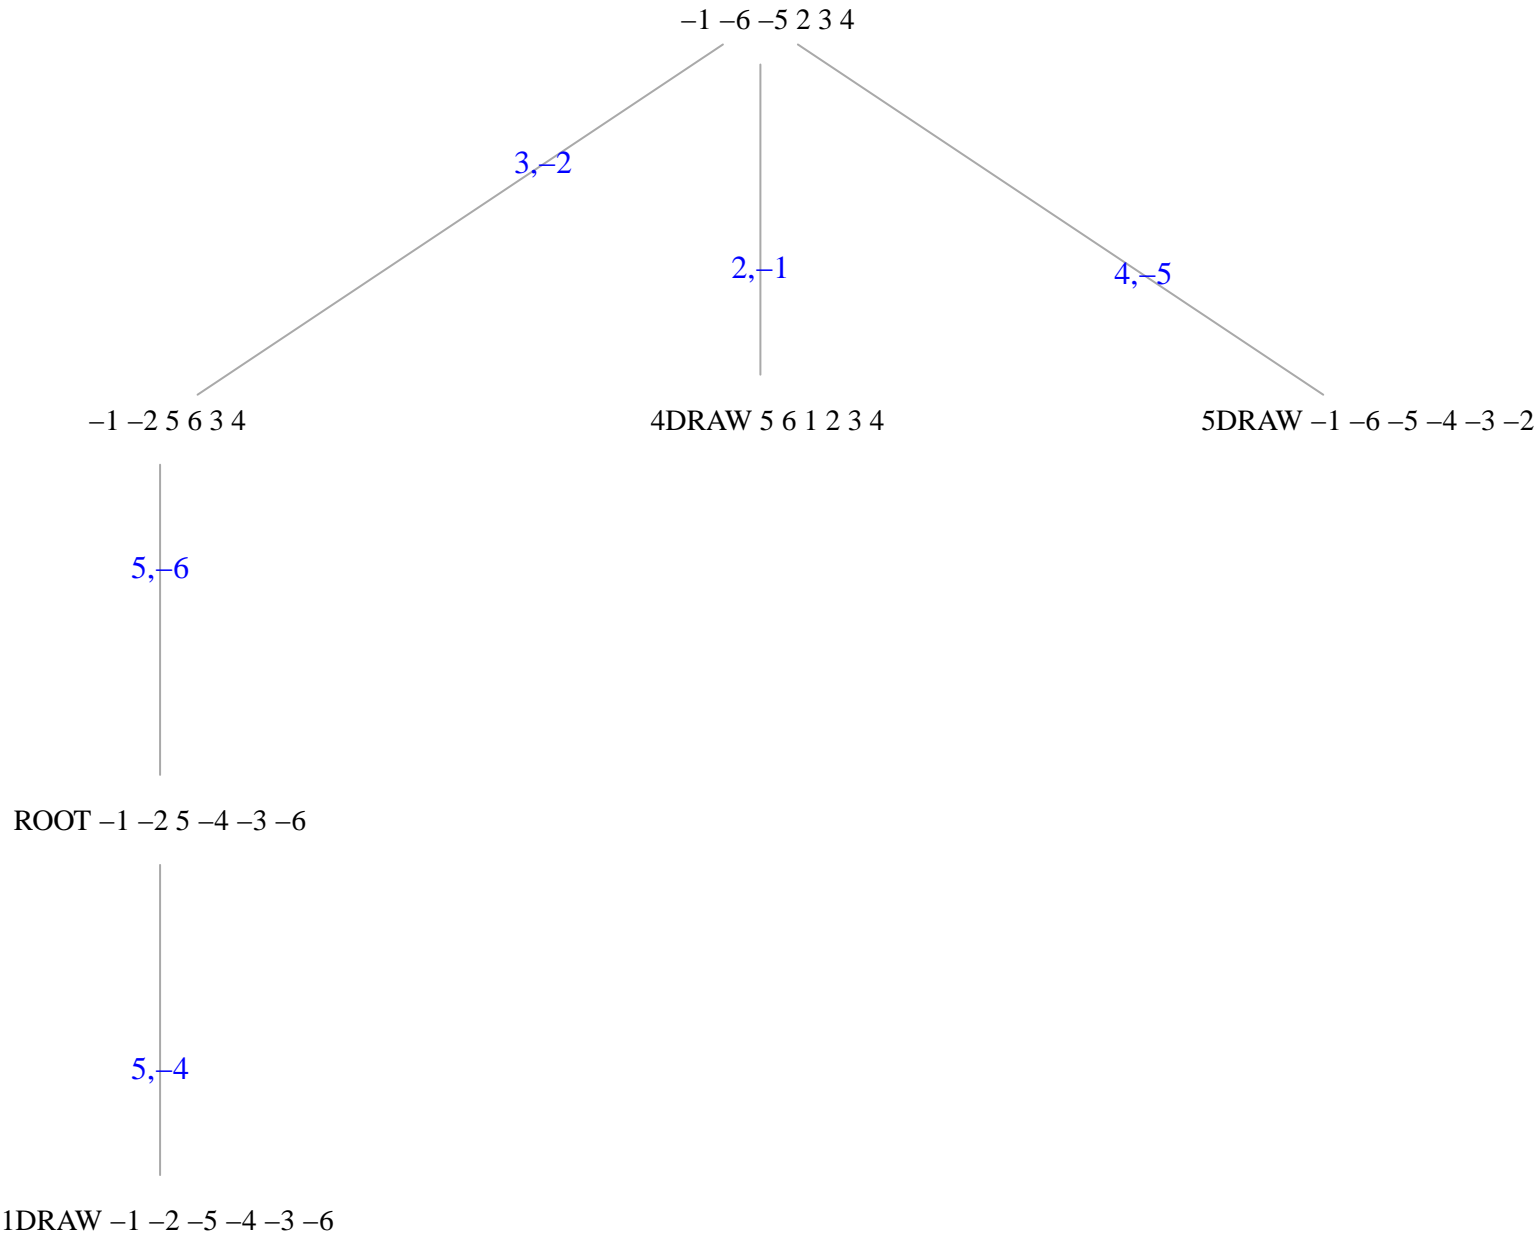 –1 –6 –5 2 3 4
3,–2
2,–1
4,–5
–1 –2 5 6 3 4
4DRAW 5 6 1 2 3 4
5DRAW –1 –6 –5 –4 –3 –2
5,–6
ROOT –1 –2 5 –4 –3 –6
5,–4
1DRAW –1 –2 –5 –4 –3 –6